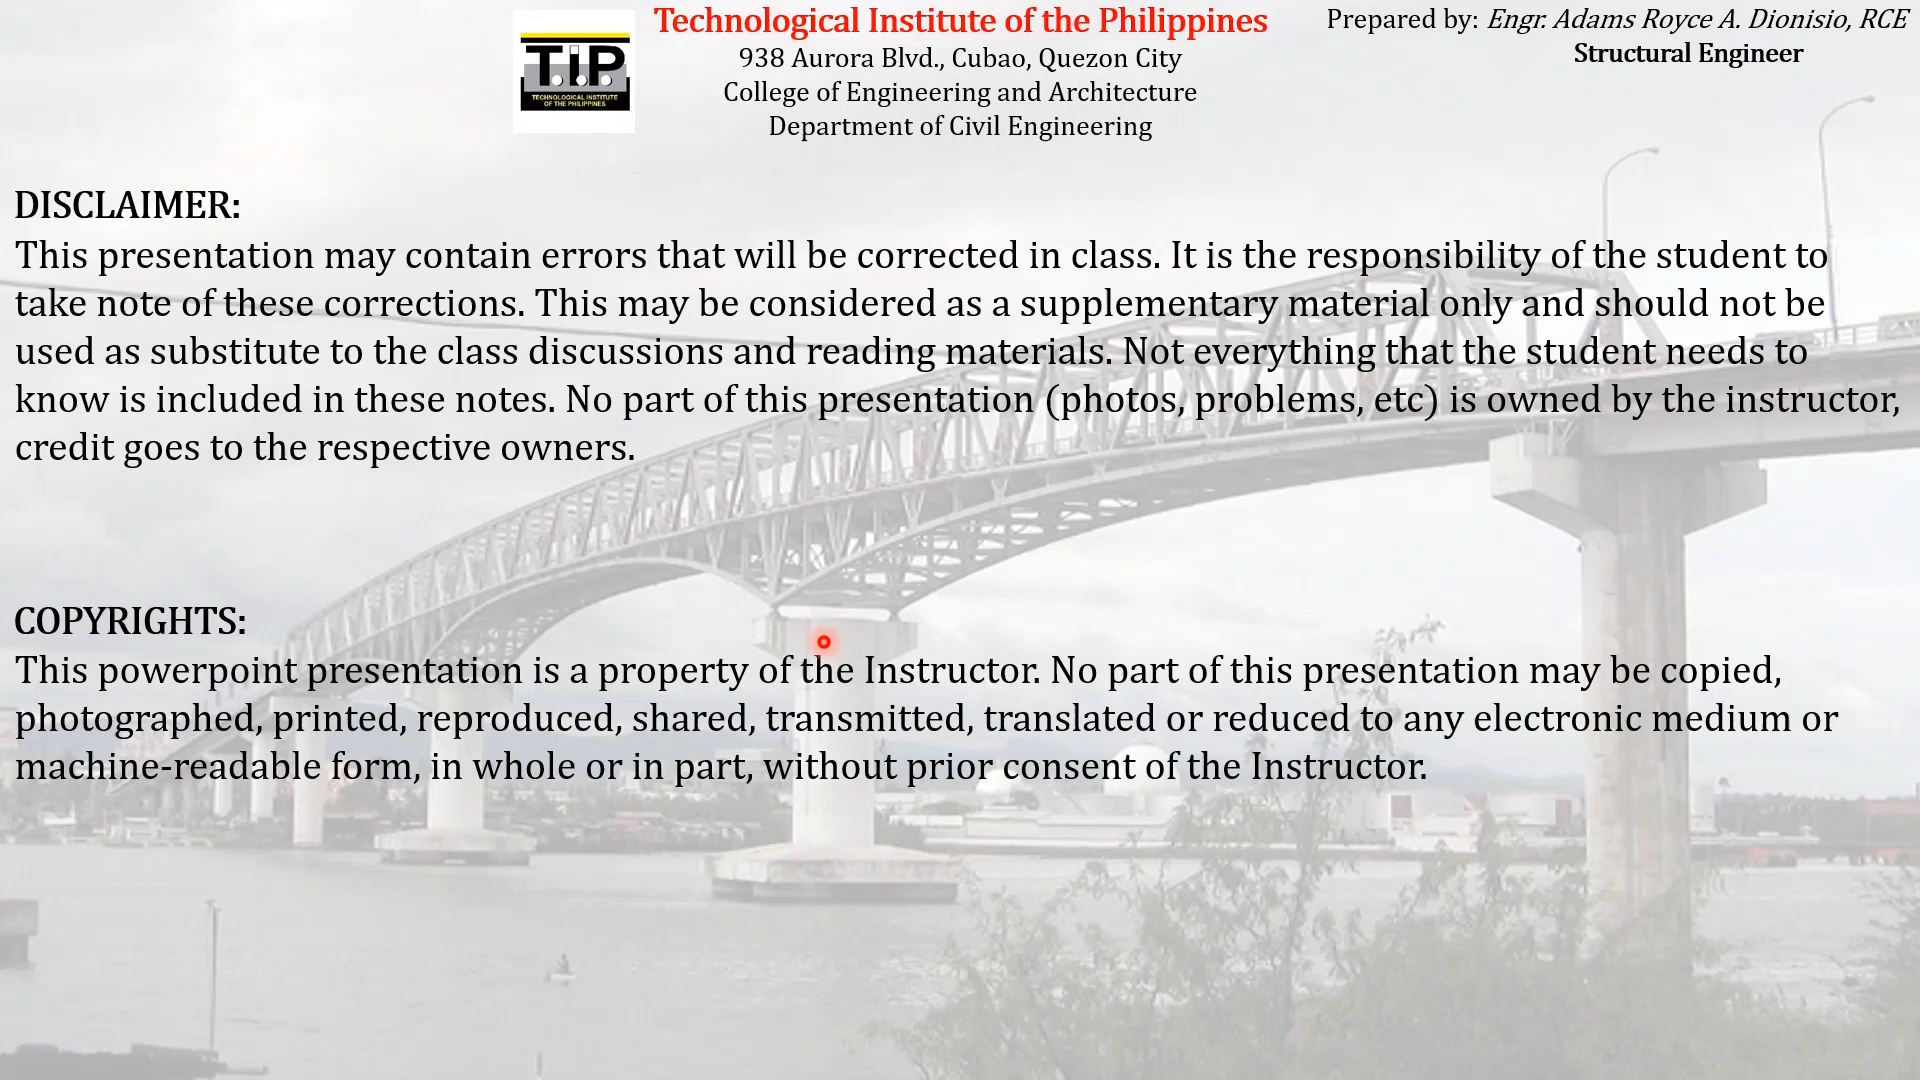 T.I.P
TECHNOLOGICAL INSTITUTE
OF THE PHILIPPINES
Technological Institute of the Philippines
938 Aurora Blvd., Cubao, Quezon City
College of Engineering and Architecture
Department of Civil Engineering
Prepared by: Engr. Adams Royce A. Dionisio, RCE
Structural Engineer
DISCLAIMER:
This presentation may contain errors that will be corrected in class. It is the responsibility of the student to
take note of these corrections. This may be considered as a supplementary material only and should not be
used as substitute to the class discussions and reading materials. Not everything that the student needs to
know is included in these notes. No part of this presentation (photos, problems, etc) is owned by the instructor,
credit goes to the respective owners.
COPYRIGHTS:
This powerpoint presentation is a property of the Instructor. No part of this presentation may be copied,
photographed, printed, reproduced, shared, transmitted, translated or reduced to any electronic medium or
machine-readable form, in whole or in part, without prior consent of the Instructor.